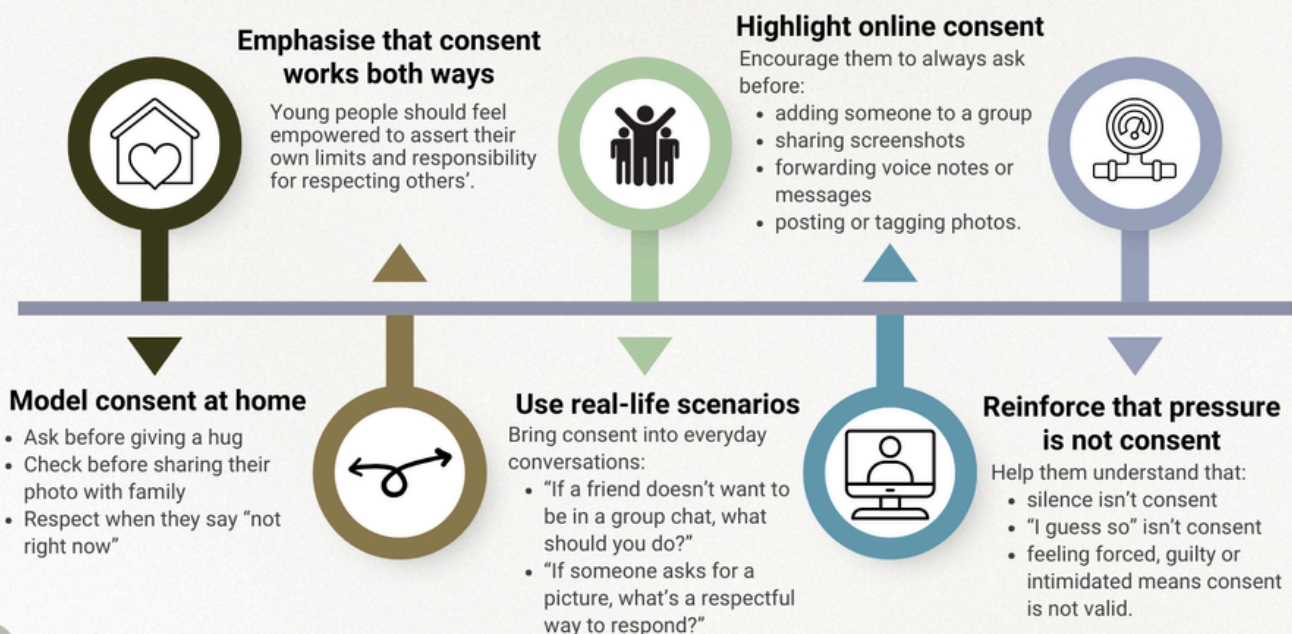 Model consent at home
• Ask before giving a hug
• Check before sharing their
photo with family
• Respect when they say “not
right now”
Emphasise that consent
works both ways
Young people should feel
empowered to assert their
own limits and responsibility
for respecting others’.
Use real-life scenarios
Bring consent into everyday
conversations:
• “If a friend doesn’t want to
be in a group chat, what
should you do?”
• “If someone asks for a
picture, what’s a respectful
way to respond?”
Highlight online consent
Encourage them to always ask
before:
• adding someone to a group
• sharing screenshots
• forwarding voice notes or
messages
• posting or tagging photos.
Reinforce that pressure
is not consent
Help them understand that:
• silence isn’t consent
• “I guess so” isn’t consent
• feeling forced, guilty or
intimidated means consent
is not valid.